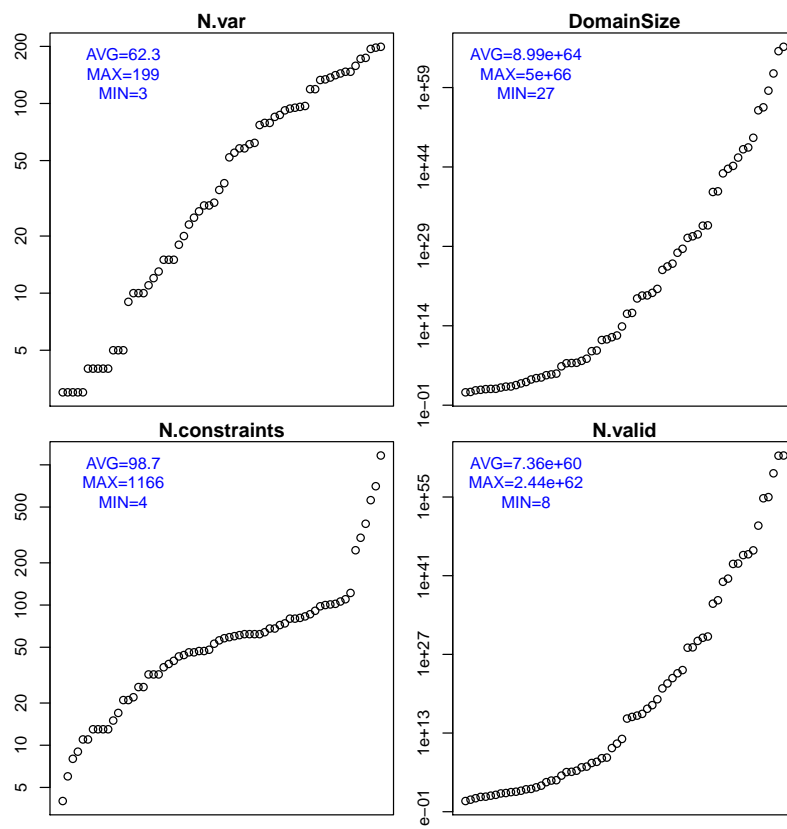 N.var
AVG=62.3
MAX=199
MIN=3
200
100
50
20
10
5
DomainSize
AVG=8.99e+64
MAX=5e+66
MIN=27
1e+59
1e+44
1e+29
1e+14
1e−01
N.constraints
AVG=98.7
MAX=1166
MIN=4
500
200
100
50
20
10
5
N.valid
AVG=7.36e+60
MAX=2.44e+62
MIN=8
1e+55
1e+41
1e+27
1e+13
e−01